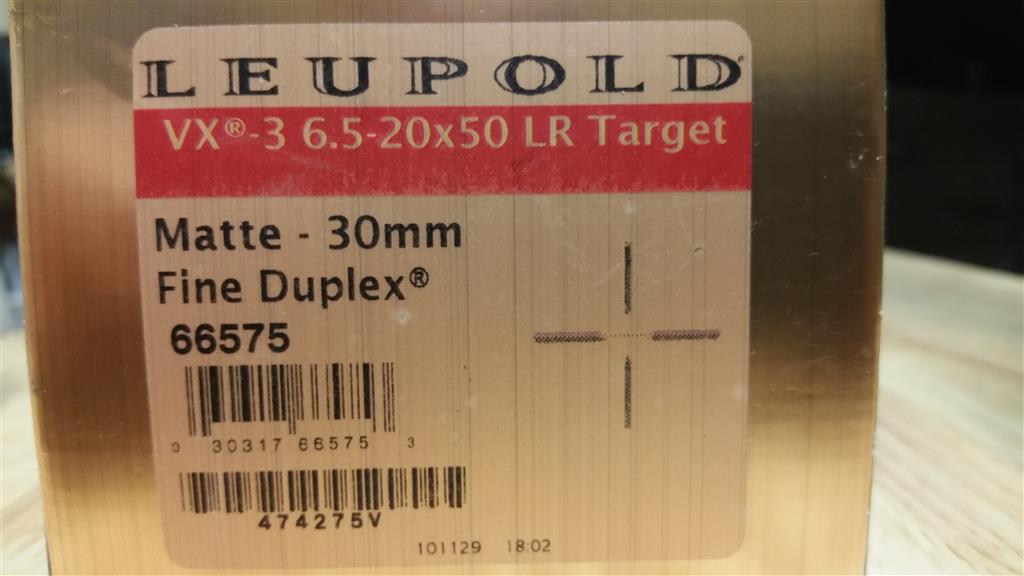 LEUPOLD
VX®-3 6.5-20x50 LR Target
Matte - 30mm
Fine Duplex®
66575
0 30317 66575 3
474275V
101129 18:02